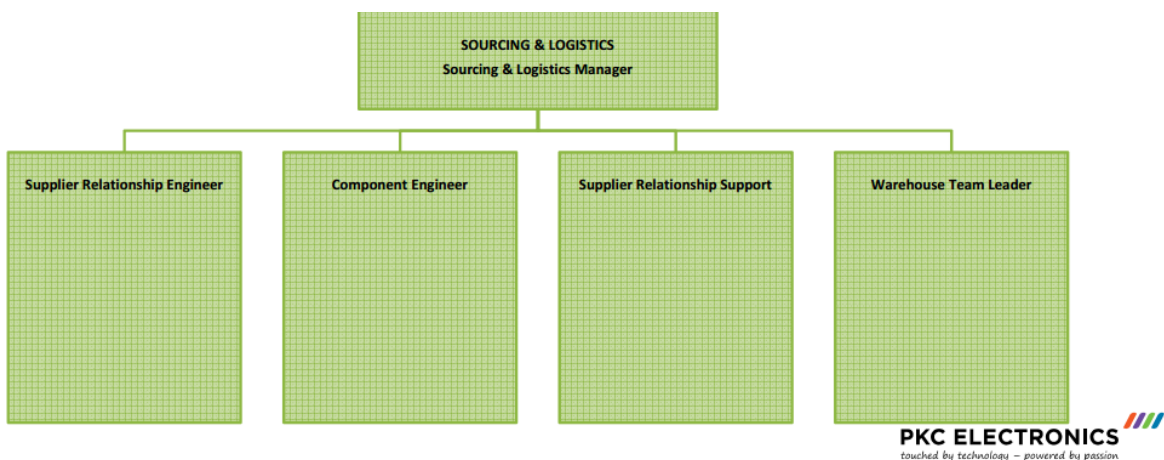 SOURCING & LOGISTICS
Sourcing & Logistics Manager
Supplier Relationship Engineer
Component Engineer
Supplier Relationship Support
Warehouse Team Leader
PKC ELECTRONICS
touched by technology – powered by passion